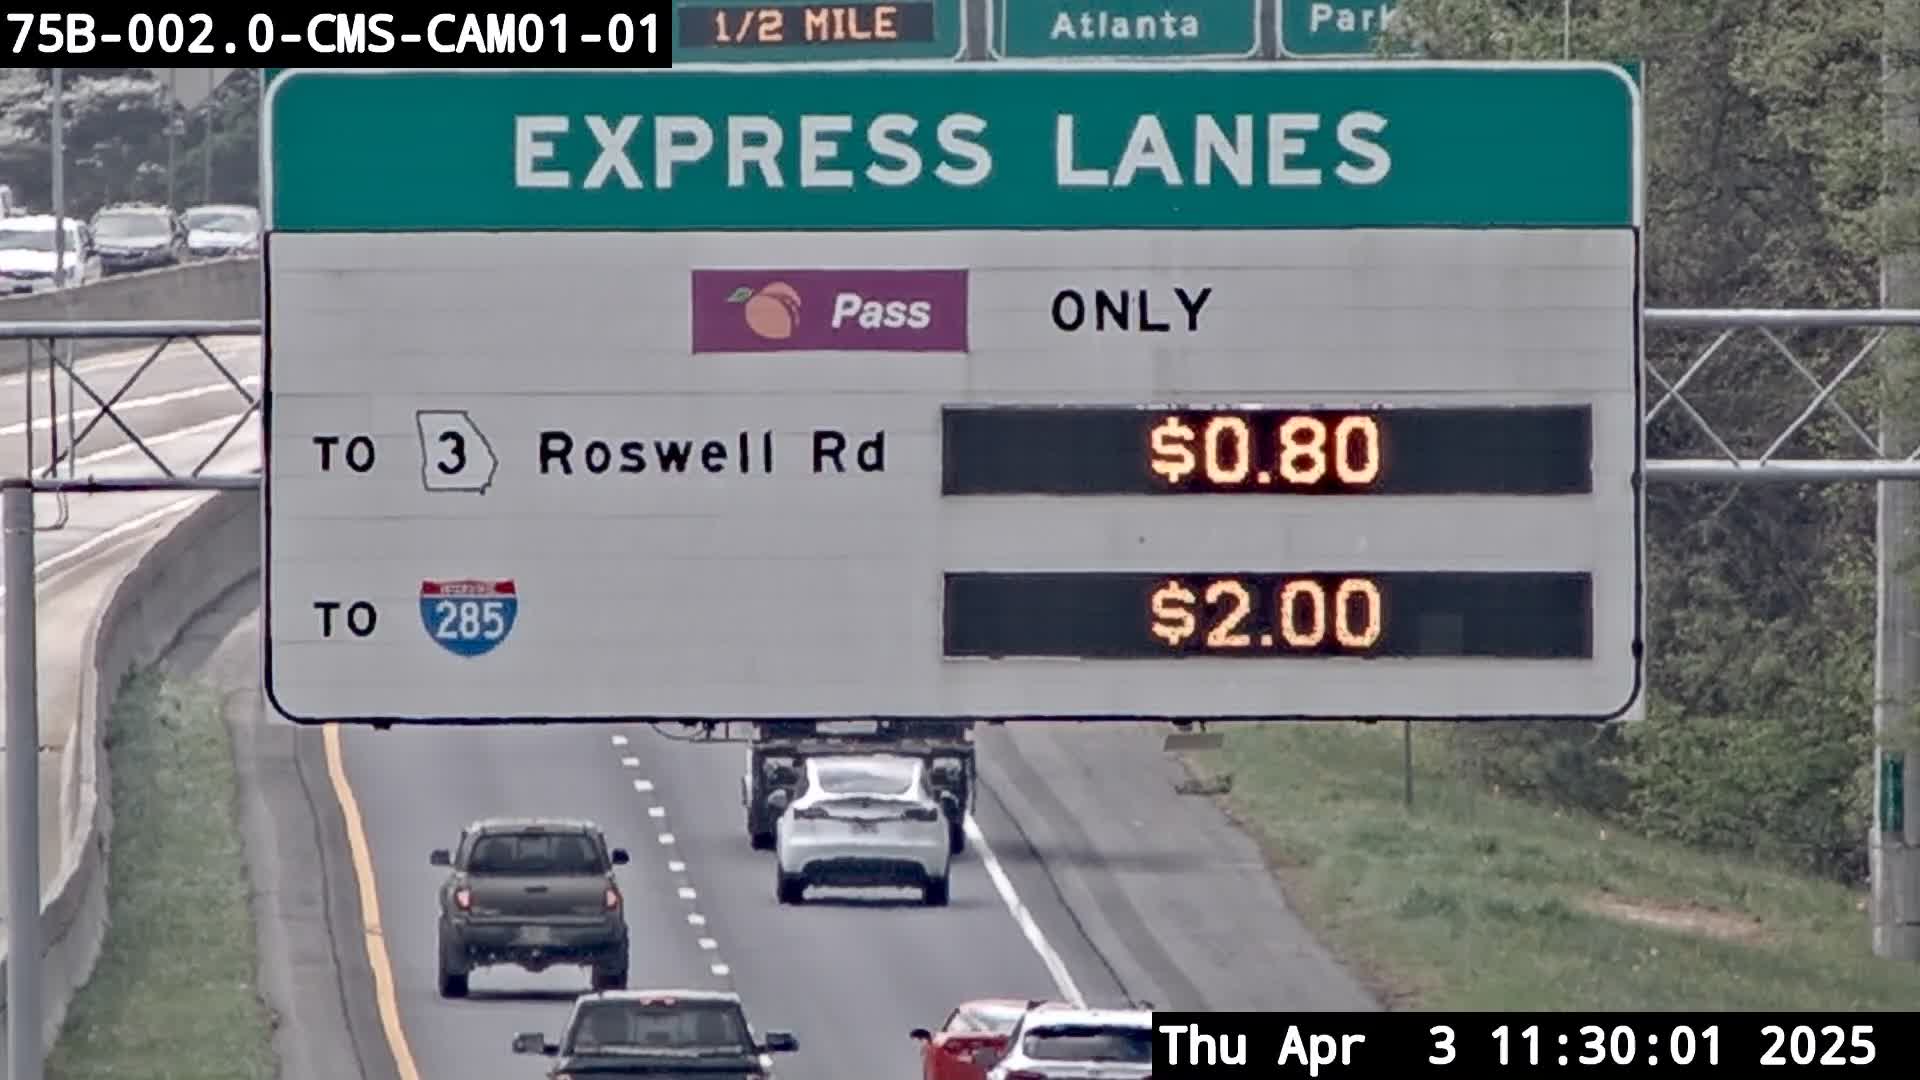 75B-002.0-CMS-CAM01-01
1/2 MILE
Atlanta
Park
EXPRESS LANES
Pass ONLY
TO 3 Roswell Rd $0.80
TO 285 $2.00
Thu Apr 3 11:30:01 2025